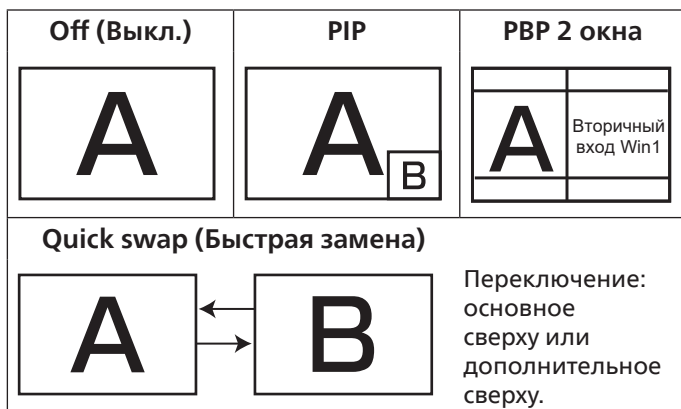 Off (Выкл.)
PIP
PBP 2 окна
A
A
B
A
Вторичный
вход Win1
Quick swap (Быстрая замена)
A
B
Переключение:
основное
сверху или
дополнительное
сверху.